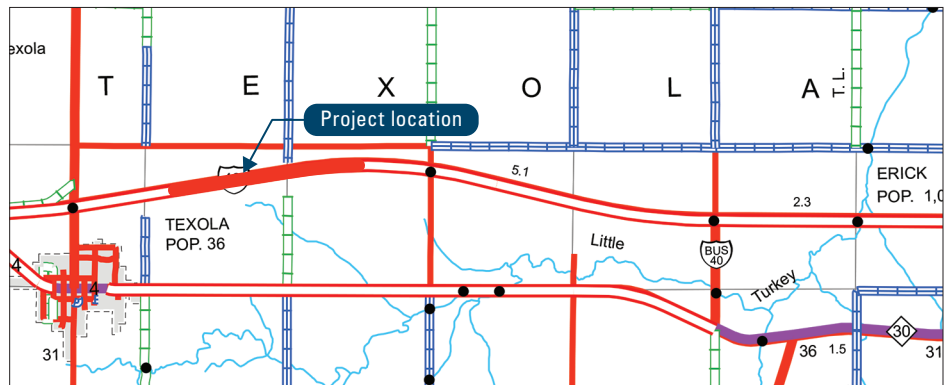 exola
T E X O L A
T.L.
Project location
5.1
2.3
ERICK
POP. 1,0
TEXOLA
POP. 36
Little
BUS
40
Turkey
4
4
30
31
36
1.5
31